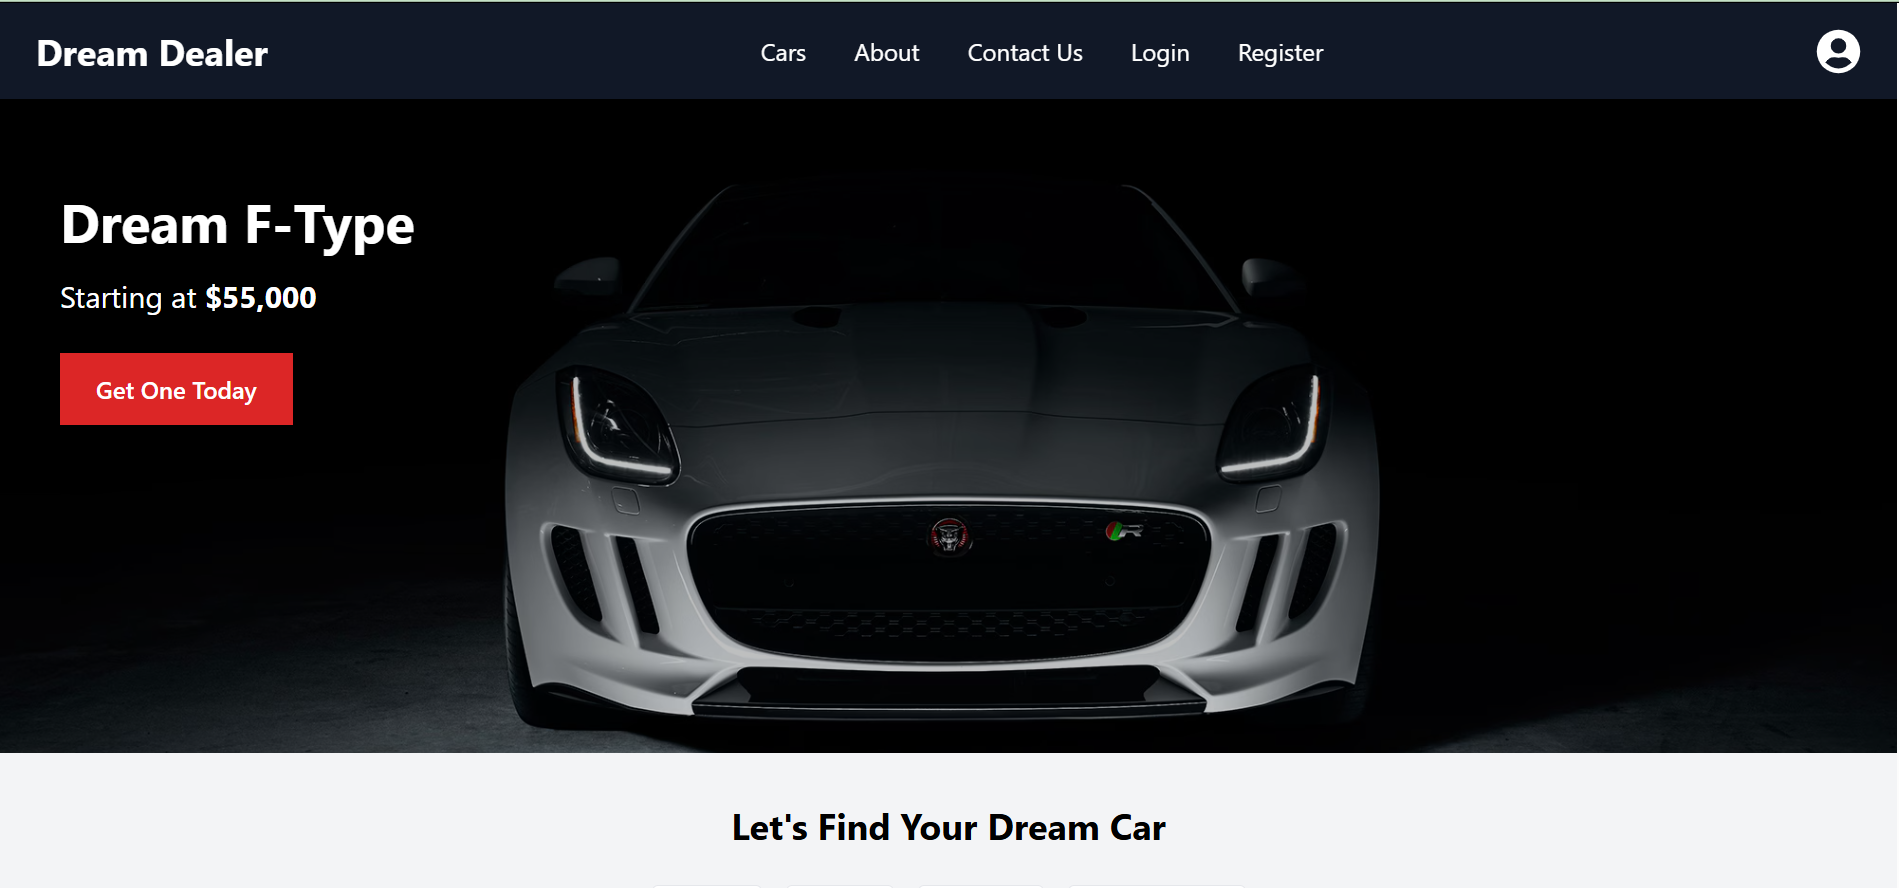 Dream Dealer
Cars About Contact Us Login Register
Dream F-Type
Starting at $55,000
Get One Today
R
Let's Find Your Dream Car